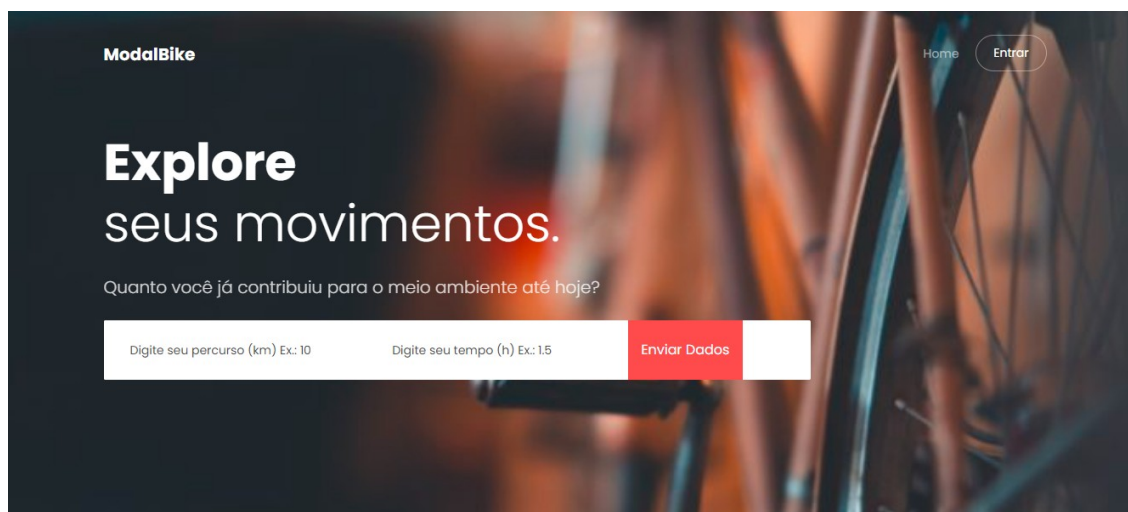 ModalBike
Home
Entrar
Explore
seus movimentos.
Quanto você já contribuiu para o meio ambiente até hoje?
Digite seu percurso (km) Ex.: 10
Digite seu tempo (h) Ex.: 1.5
Enviar Dados